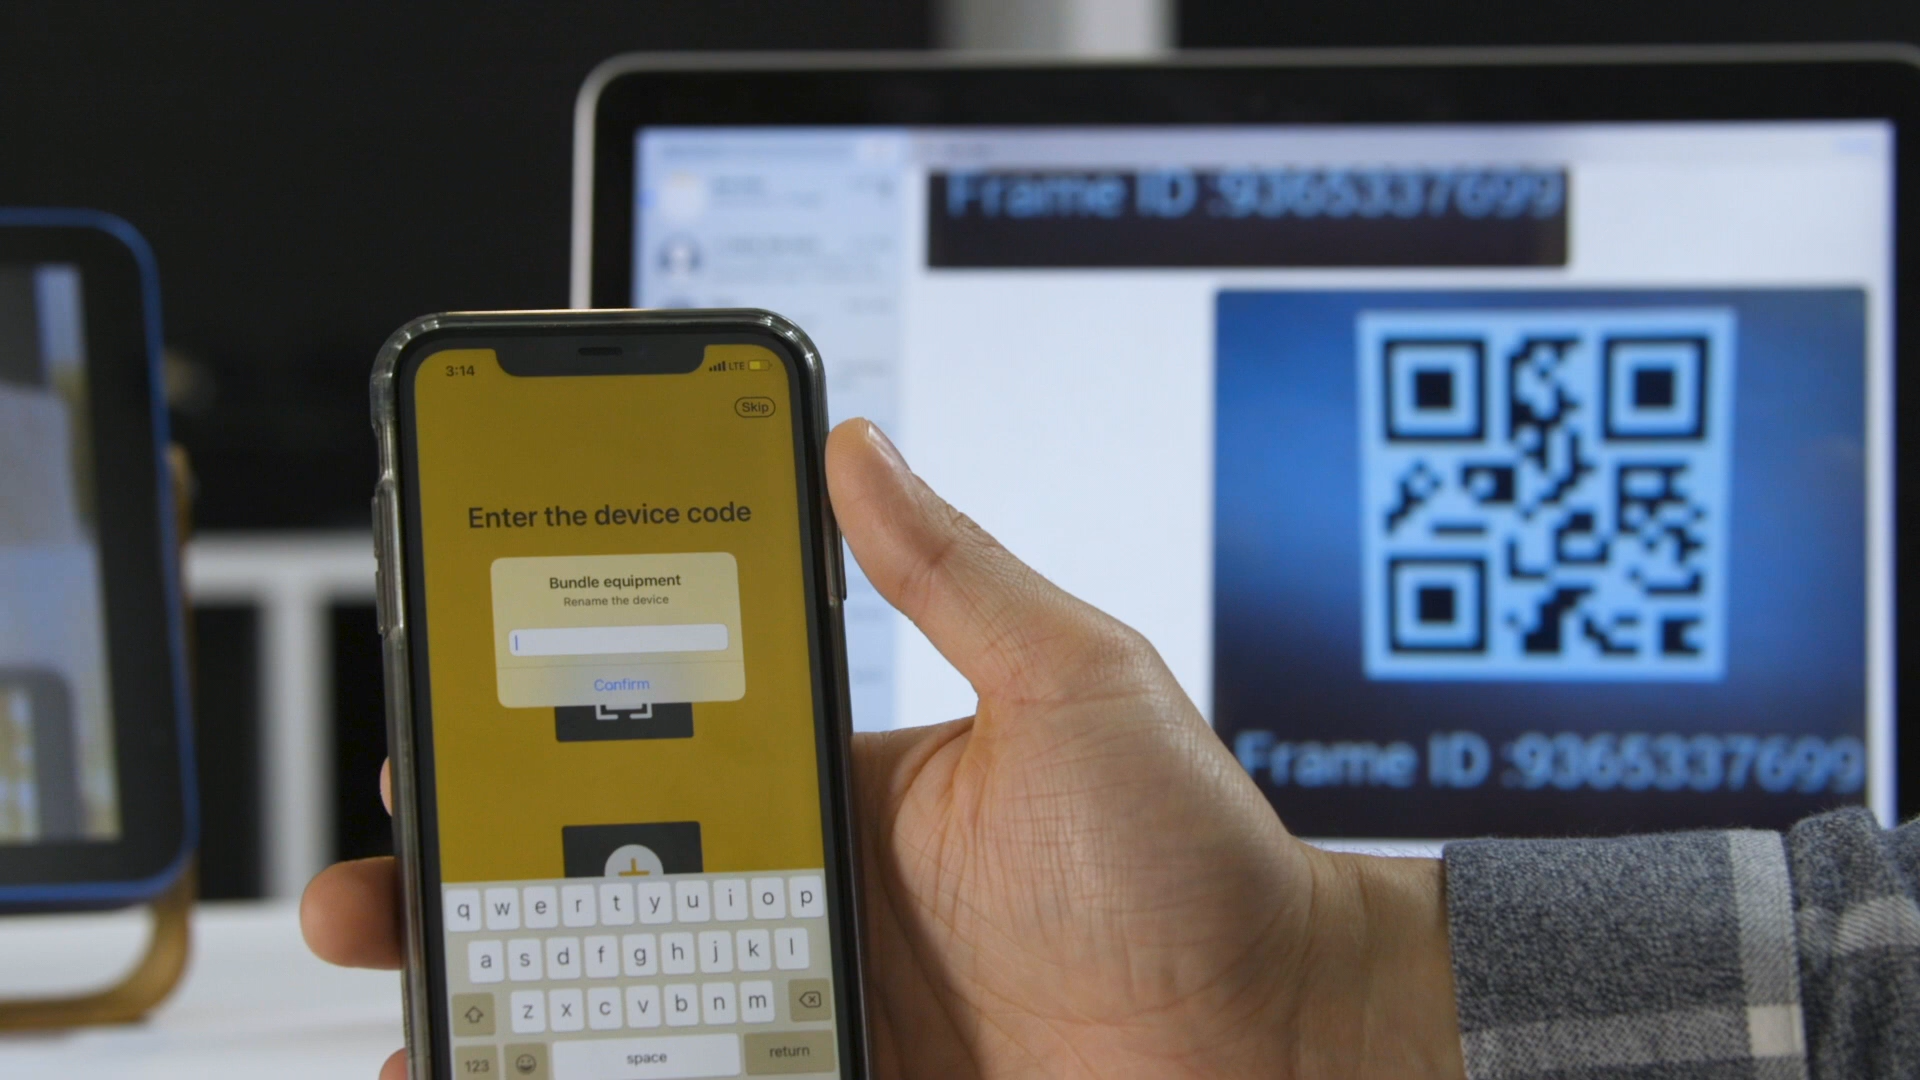 Frame ID :9365337699
3:14
LTE
Skip
Enter the device code
Bundle equipment
Rename the device
Confirm
Frame ID :9365337699
q w e r t y u i o p
a s d f g h j k l
z x c v b n m
123 space return